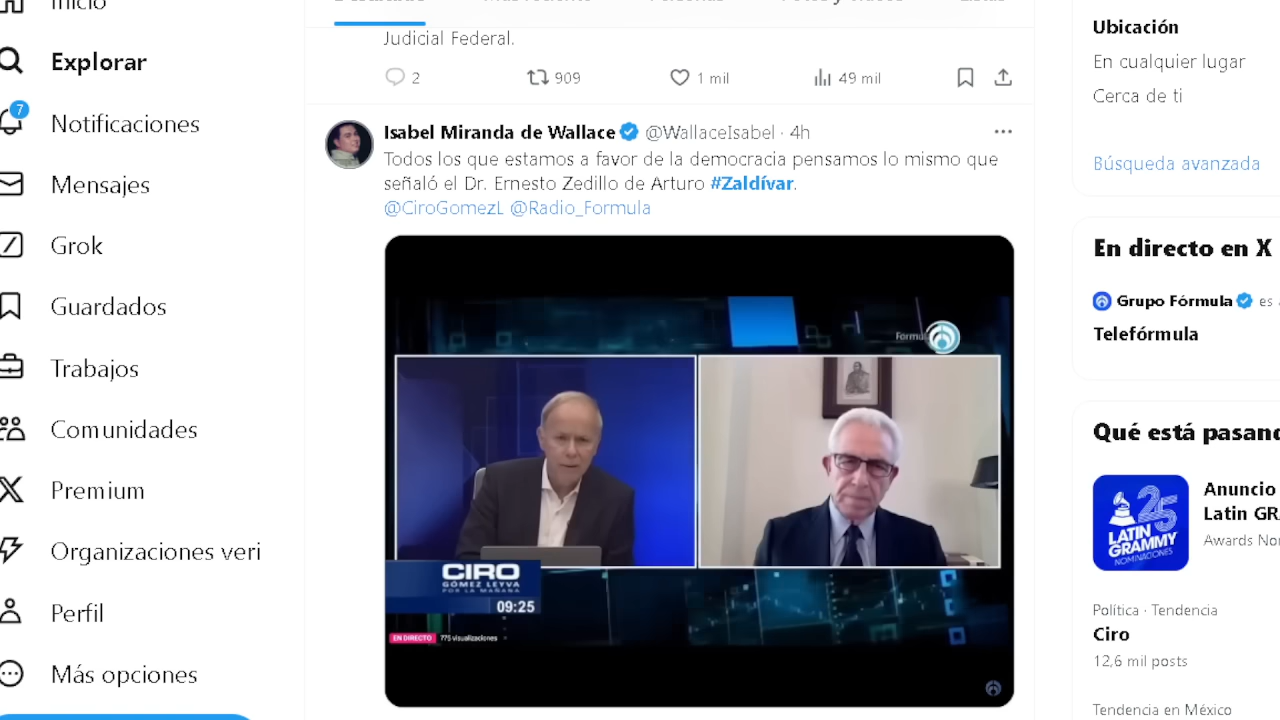 Inicio
Explorar
7
Notificaciones
Mensajes
Grok
Guardados
Trabajos
Comunidades
Premium
Organizaciones veri
Perfil
Más opciones
Judicial Federal.
2 909 1 mil 49 mil
Isabel Miranda de Wallace @WallaceIsabel · 4h
Todos los que estamos a favor de la democracia pensamos lo mismo que
señaló el Dr. Ernesto Zedillo de Arturo #Zaldívar.
@CiroGomezL @Radio_Formula
CIRO
GÓMEZ LEYVA
POR LA MAÑANA
09:25
EN DIRECTO 775 visualizaciones
Ubicación
En cualquier lugar
Cerca de ti
Búsqueda avanzada
En directo en X
Grupo Fórmula es
Telefórmula
Qué está pasand
25
LATIN
GRAMMY
NOMINACIONES
Anuncio
Latin GRA
Awards No
Política · Tendencia
Ciro
12,6 mil posts
Tendencia en México